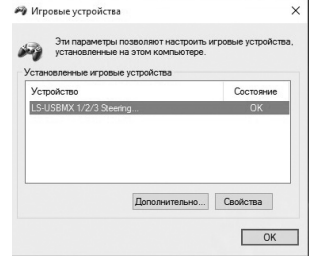 Игровые устройства
Эти параметры позволяют настроить игровые устройства,
установленные на этом компьютере.
Установленные игровые устройства
Устройство Состояние
LS-USBMX 1/2/3 Steering... OK
Дополнительно... Свойства
OK